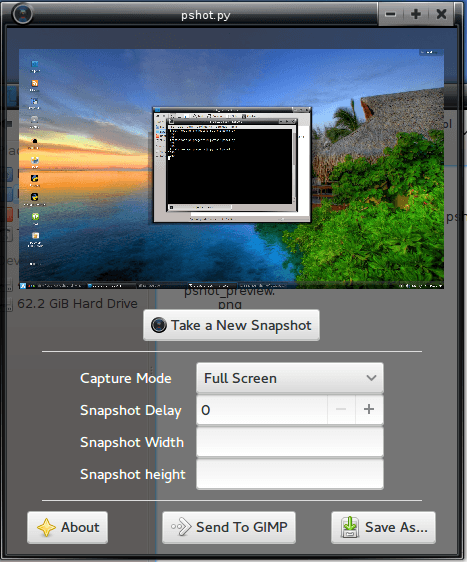 pshot.py
pshot_preview.
png
62.2 GiB Hard Drive
Take a New Snapshot
Capture Mode
Full Screen
Snapshot Delay
0
Snapshot Width
Snapshot height
About
Send To GIMP
Save As...